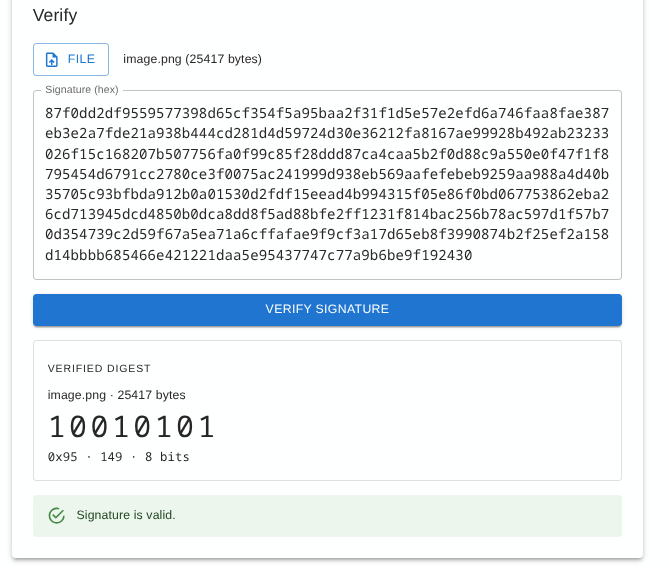 Verify
FILE
image.png (25417 bytes)
Signature (hex)
87f0dd2df9559577398d65cf354f5a95baa2f31f1d5e57e2efd6a746faa8fae387
eb3e2a7fde21a938b444cd281d4d59724d30e36212fa8167ae99928b492ab23233
026f15c168207b507756fa0f99c85f28ddd87ca4caa5b2f0d88c9a550e0f47f1f8
795454d6791cc2780ce3f0075ac241999d938eb569aafefebeb9259aa988a4d40b
35705c93bfbda912b0a01530d2fdf15eead4b994315f05e86f0bd067753862eba2
6cd713945dcd4850b0dca8dd8f5ad88bfe2ff1231f814bac256b78ac597d1f57b7
0d354739c2d59f67a5ea71a6cffafae9f9cf3a17d65eb8f3990874b2f25ef2a158
d14bbbb685466e421221daa5e95437747c77a9b6be9f192430
VERIFY SIGNATURE
VERIFIED DIGEST
image.png · 25417 bytes
10010101
0x95 · 149 · 8 bits
Signature is valid.